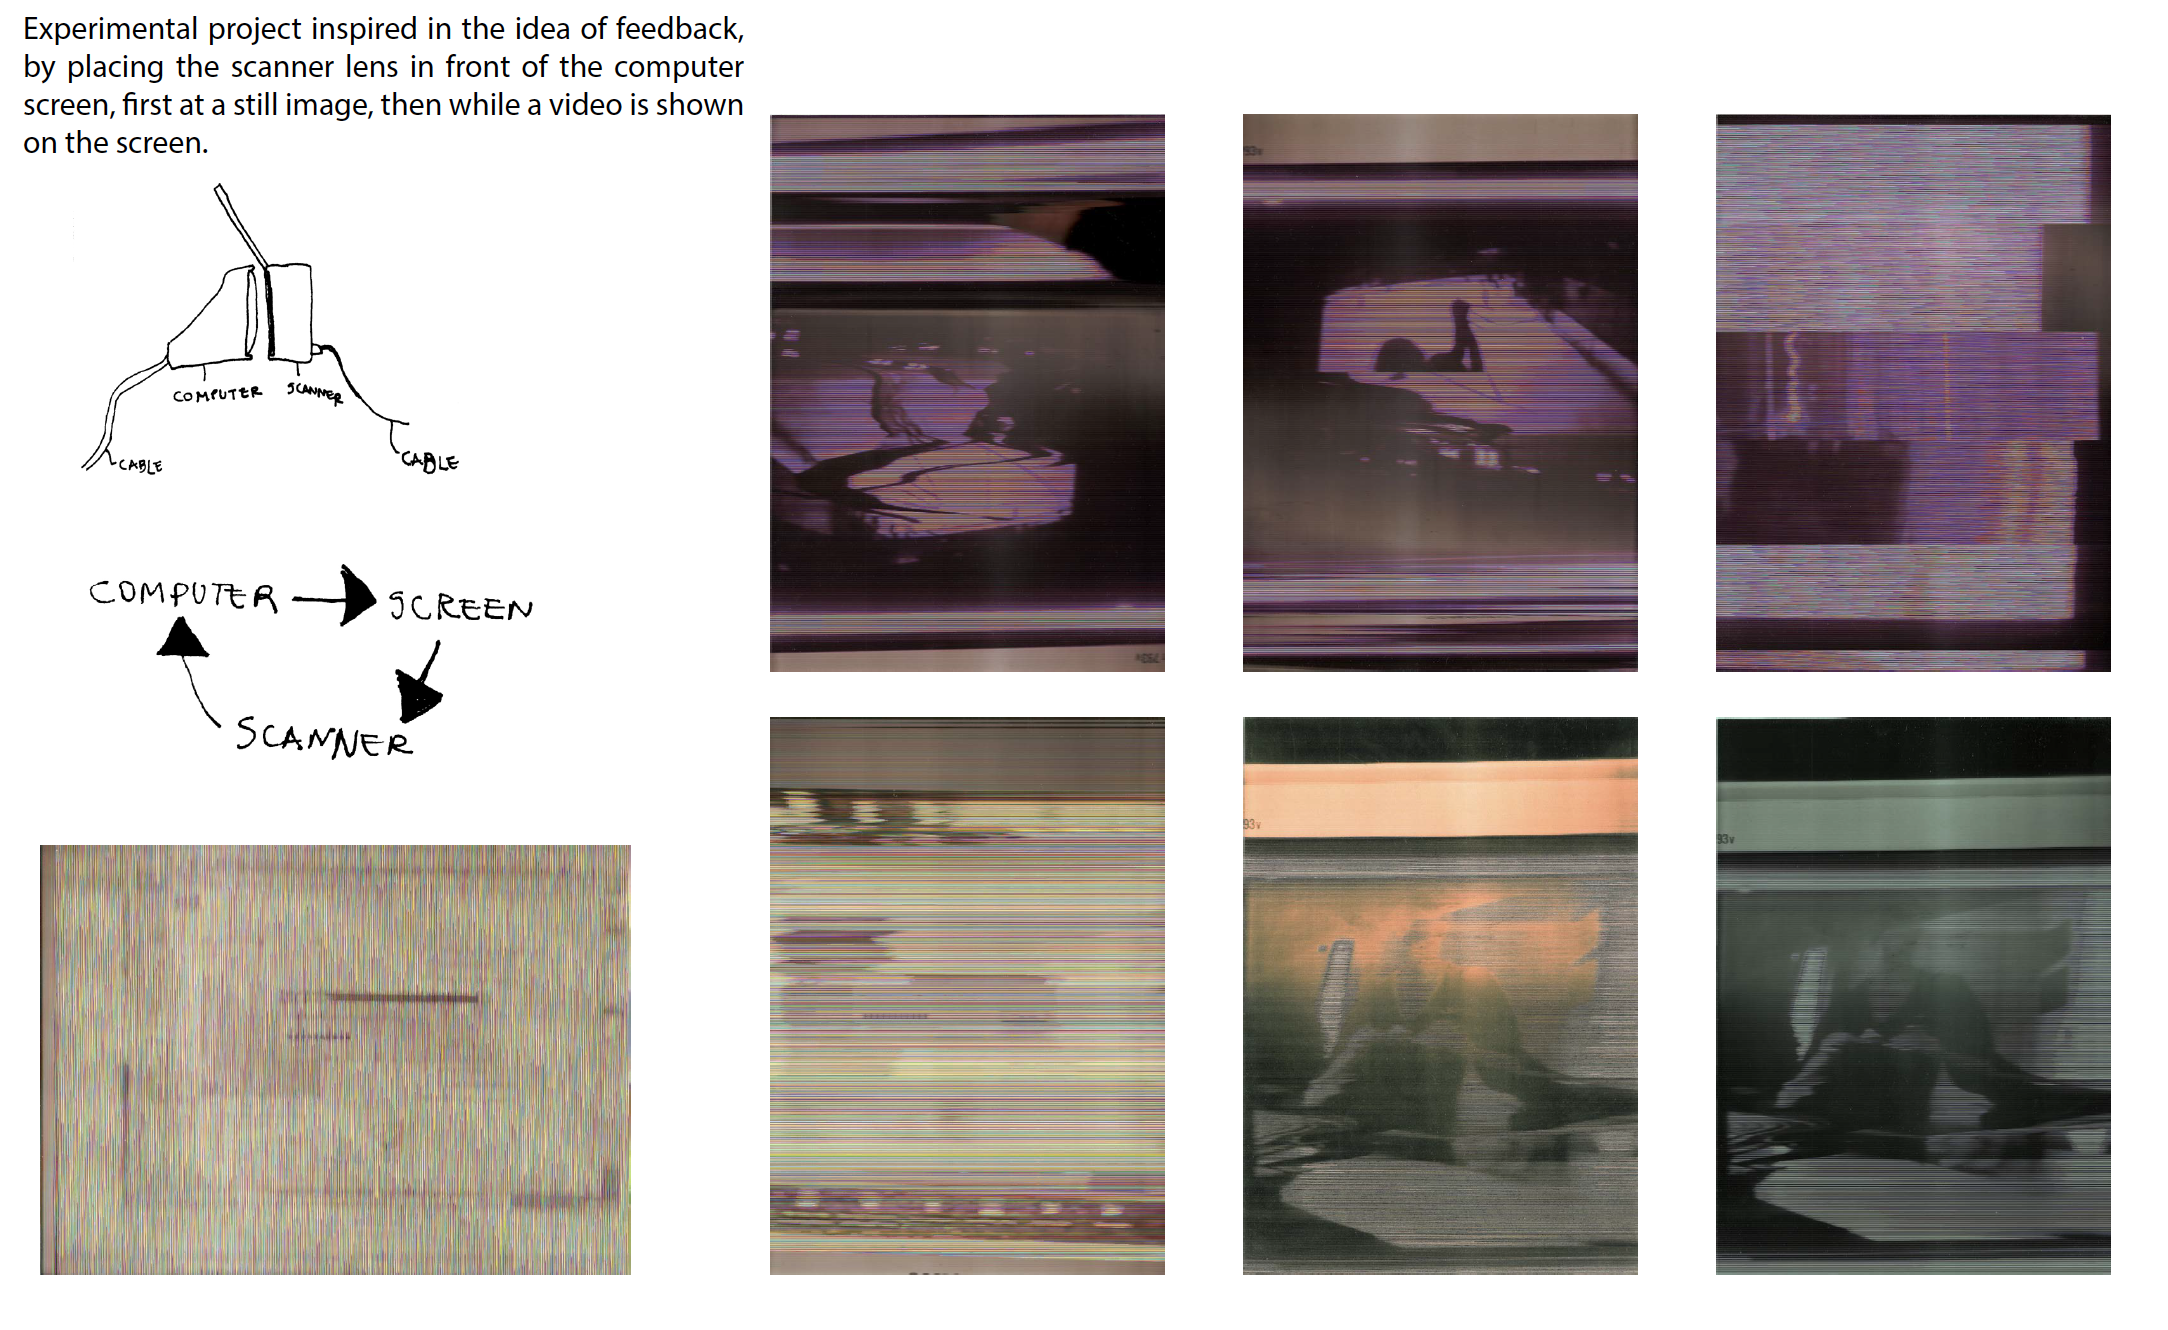 Experimental project inspired in the idea of feedback,
by placing the scanner lens in front of the computer
screen, first at a still image, then while a video is shown
on the screen.
COMPUTER
SCANNER
CABLE
CABLE
COMPUTER
SCREEN
SCANNER
93v
93v
93v